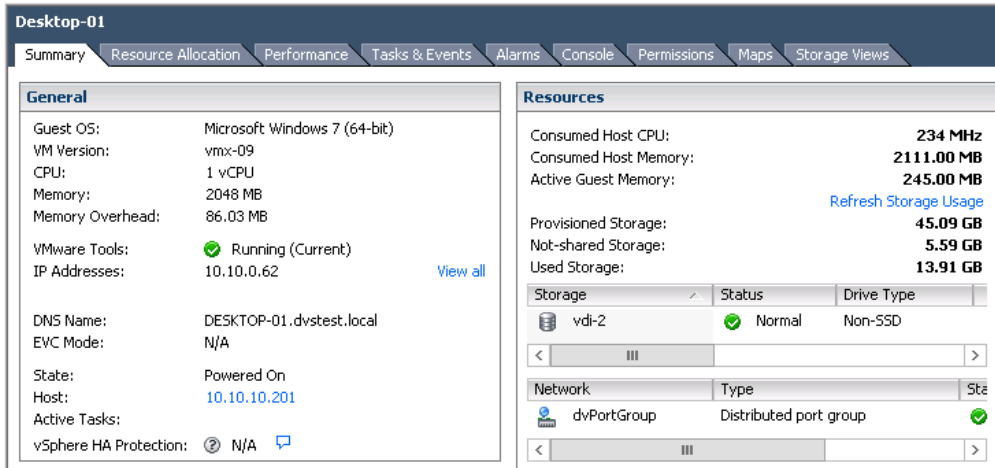 Desktop-01
Summary Resource Allocation Performance Tasks & Events Alarms Console Permissions Maps Storage Views
General
Guest OS: Microsoft Windows 7 (64-bit)
VM Version: vmx-09
CPU: 1 vCPU
Memory: 2048 MB
Memory Overhead: 86.03 MB
VMware Tools: Running (Current)
IP Addresses: 10.10.0.62 View all
DNS Name: DESKTOP-01.dvstest.local
EVC Mode: N/A
State: Powered On
Host: 10.10.10.201
Active Tasks:
vSphere HA Protection: ? N/A
Resources
Consumed Host CPU: 234 MHz
Consumed Host Memory: 2111.00 MB
Active Guest Memory: 245.00 MB
Refresh Storage Usage
Provisioned Storage: 45.09 GB
Not-shared Storage: 5.59 GB
Used Storage: 13.91 GB
Storage Status Drive Type
vdi-2 Normal Non-SSD
Network Type Sta
dvPortGroup Distributed port group